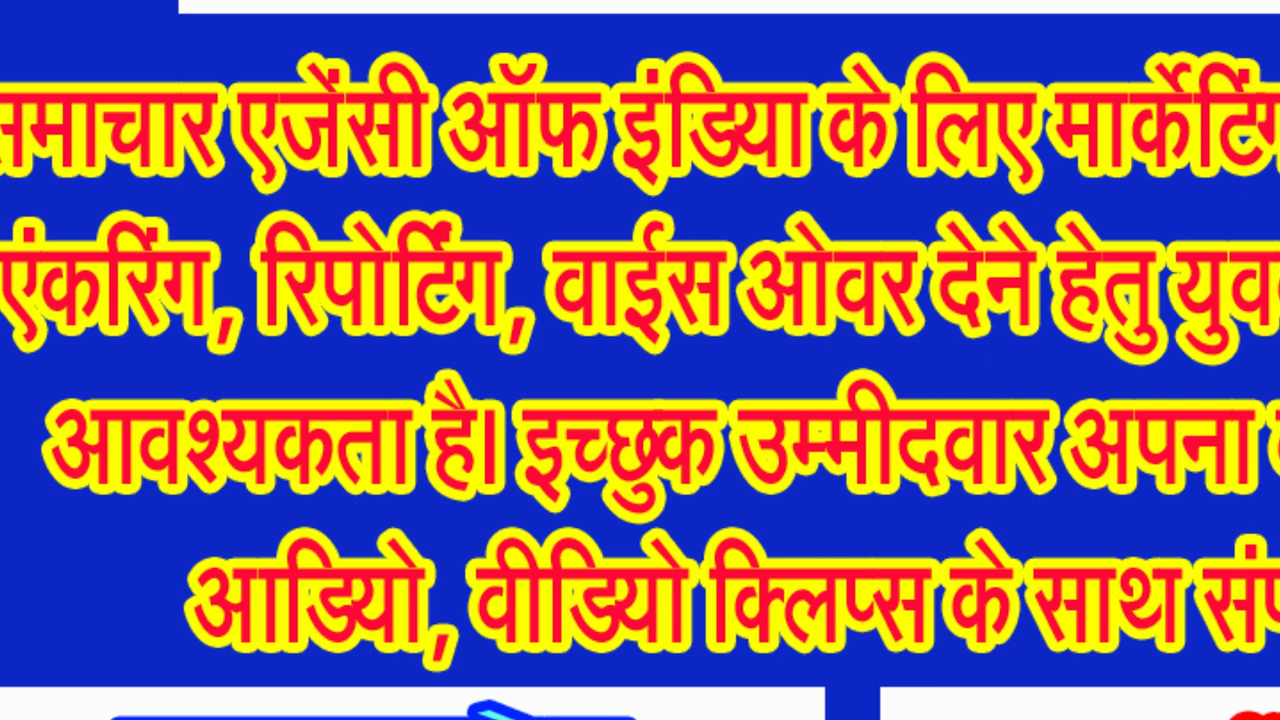 समाचार एजेंसी ऑफ इंडिया के लिए मार्केटिंग
एंकरिंग, रिपोर्टिंग, वाईस ओवर देने हेतु
आवश्यकता है। इच्छुक उम्मीदवार अपना
आडियो, वीडियो क्लिप्स के साथ